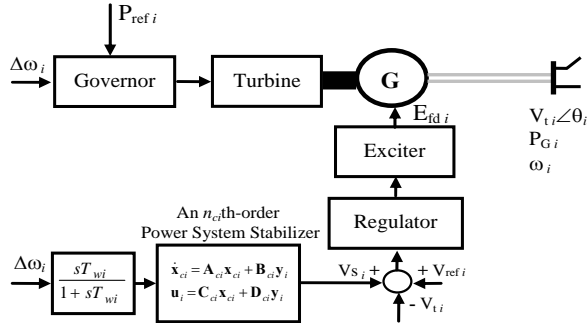 P_ref i
Δω_i
Governor
Turbine
G
E_fd i
V_t i∠θ_i
P_G i
ω_i
Exciter
An n_ci th-order
Power System Stabilizer
Regulator
Δω_i
sT_wi
1 + sT_wi
ẋ_ci = A_ci x_ci + B_ci y_i
u_i = C_ci x_ci + D_ci y_i
V_S i +
+ V_ref i
- V_t i